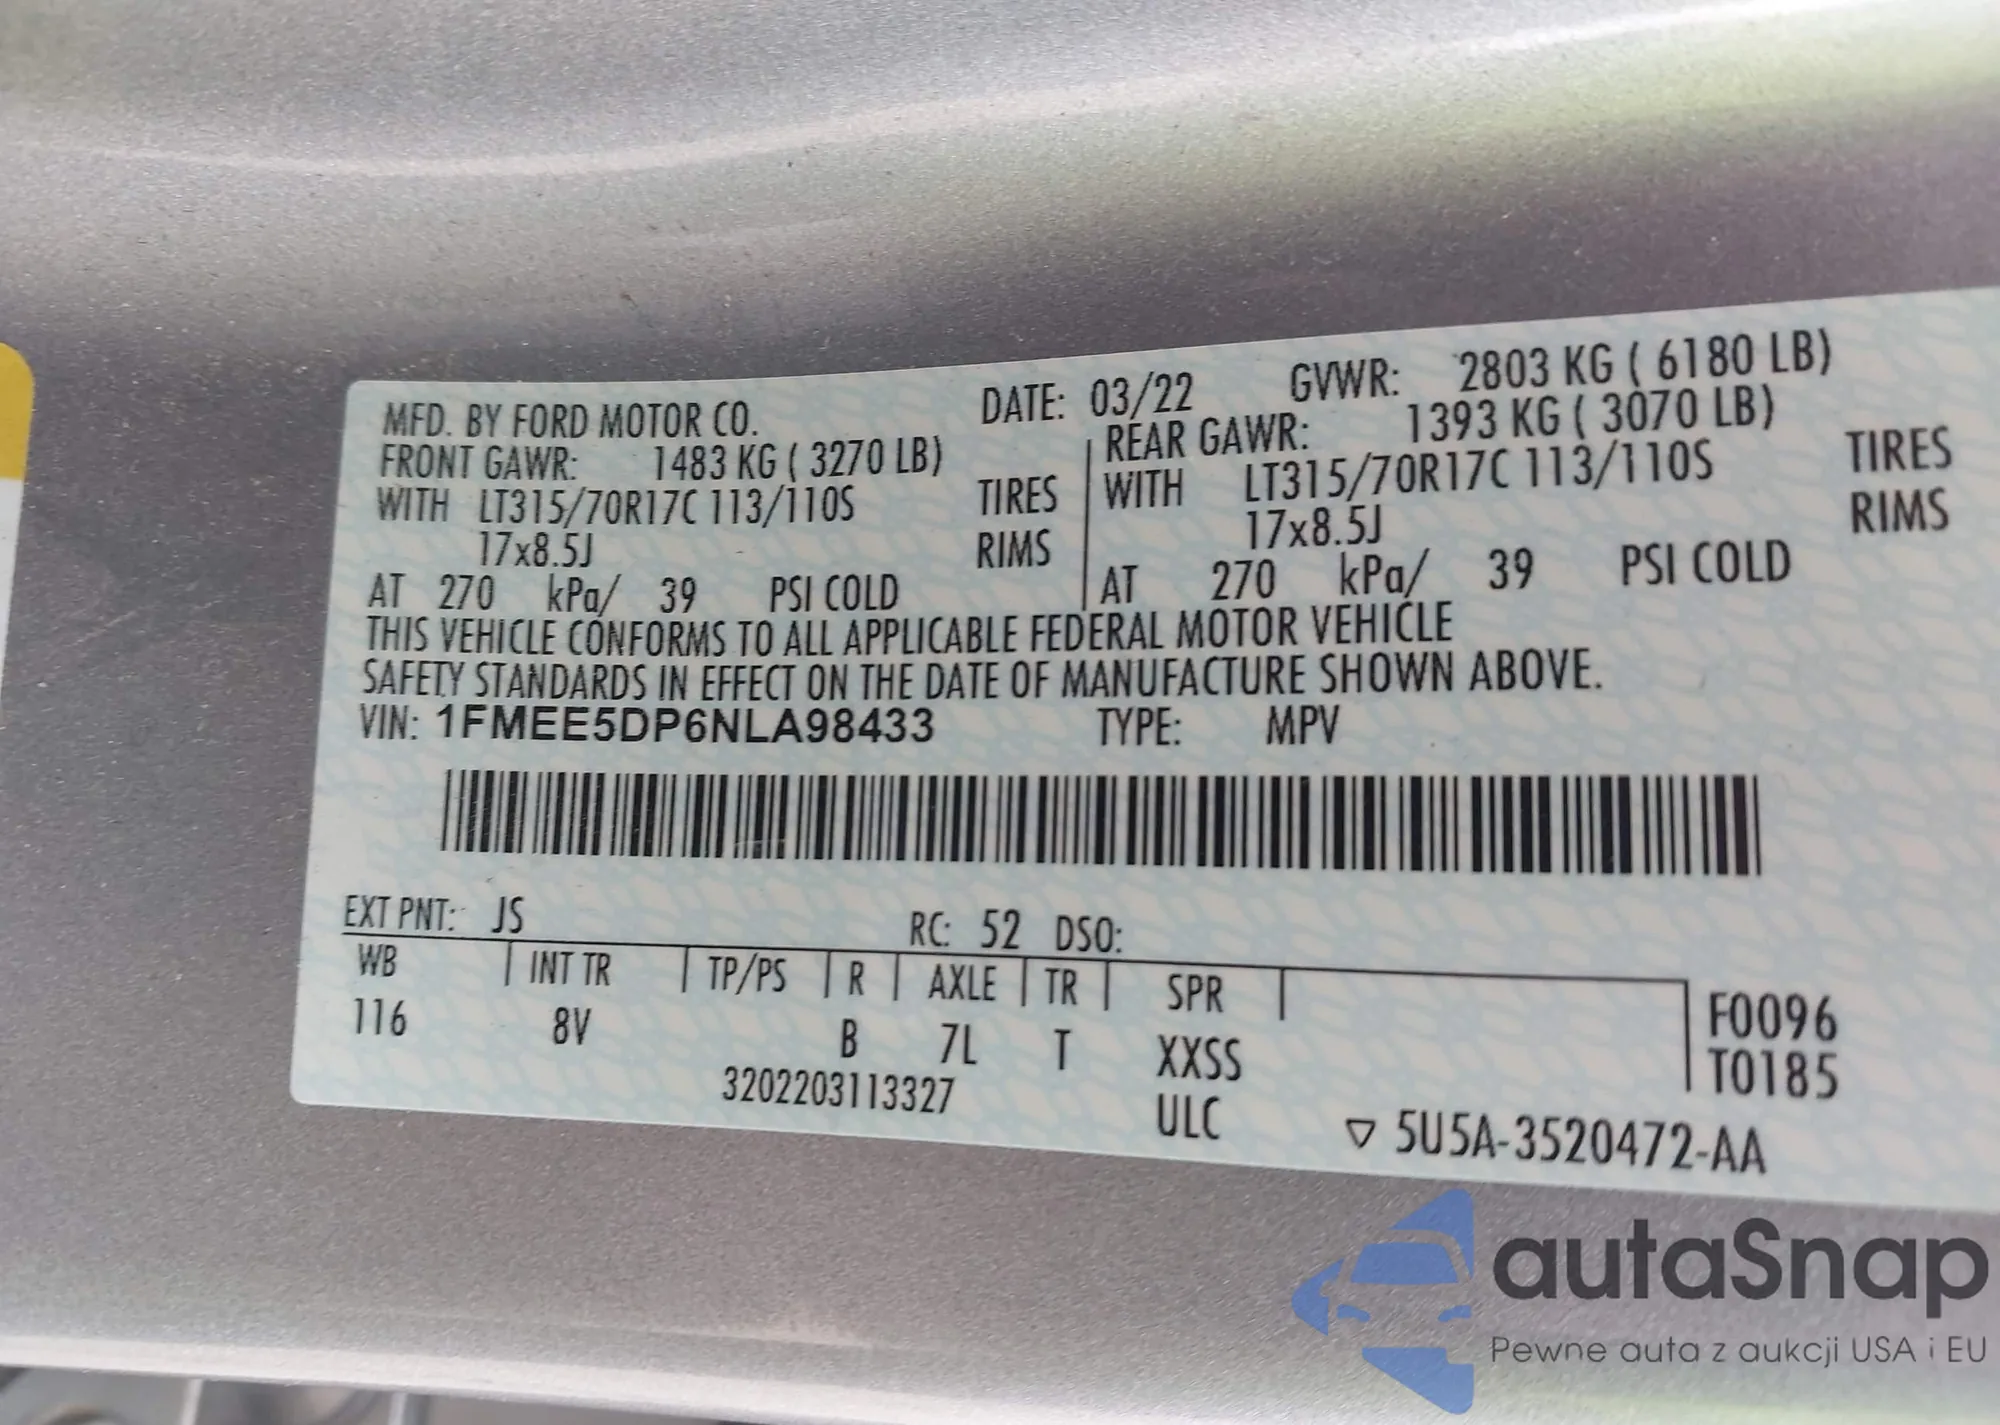 MFD. BY FORD MOTOR CO. DATE: 03/22 GVWR: 2803 KG ( 6180 LB)
FRONT GAWR: 1483 KG ( 3270 LB) REAR GAWR: 1393 KG ( 3070 LB)
WITH LT315/70R17C 113/110S TIRES WITH LT315/70R17C 113/110S TIRES
17x8.5J RIMS 17x8.5J RIMS
AT 270 kPa/ 39 PSI COLD AT 270 kPa/ 39 PSI COLD
THIS VEHICLE CONFORMS TO ALL APPLICABLE FEDERAL MOTOR VEHICLE
SAFETY STANDARDS IN EFFECT ON THE DATE OF MANUFACTURE SHOWN ABOVE.
VIN: 1FMEE5DP6NLA98433 TYPE: MPV
EXT PNT: JS RC: 52 DSO:
WB INT TR TP/PS R AXLE TR SPR F0096
116 8V B 7L T XXSS T0185
3202203113327 ULC ▽ 5U5A-3520472-AA
autaSnap
Pewne auta z aukcji USA i EU